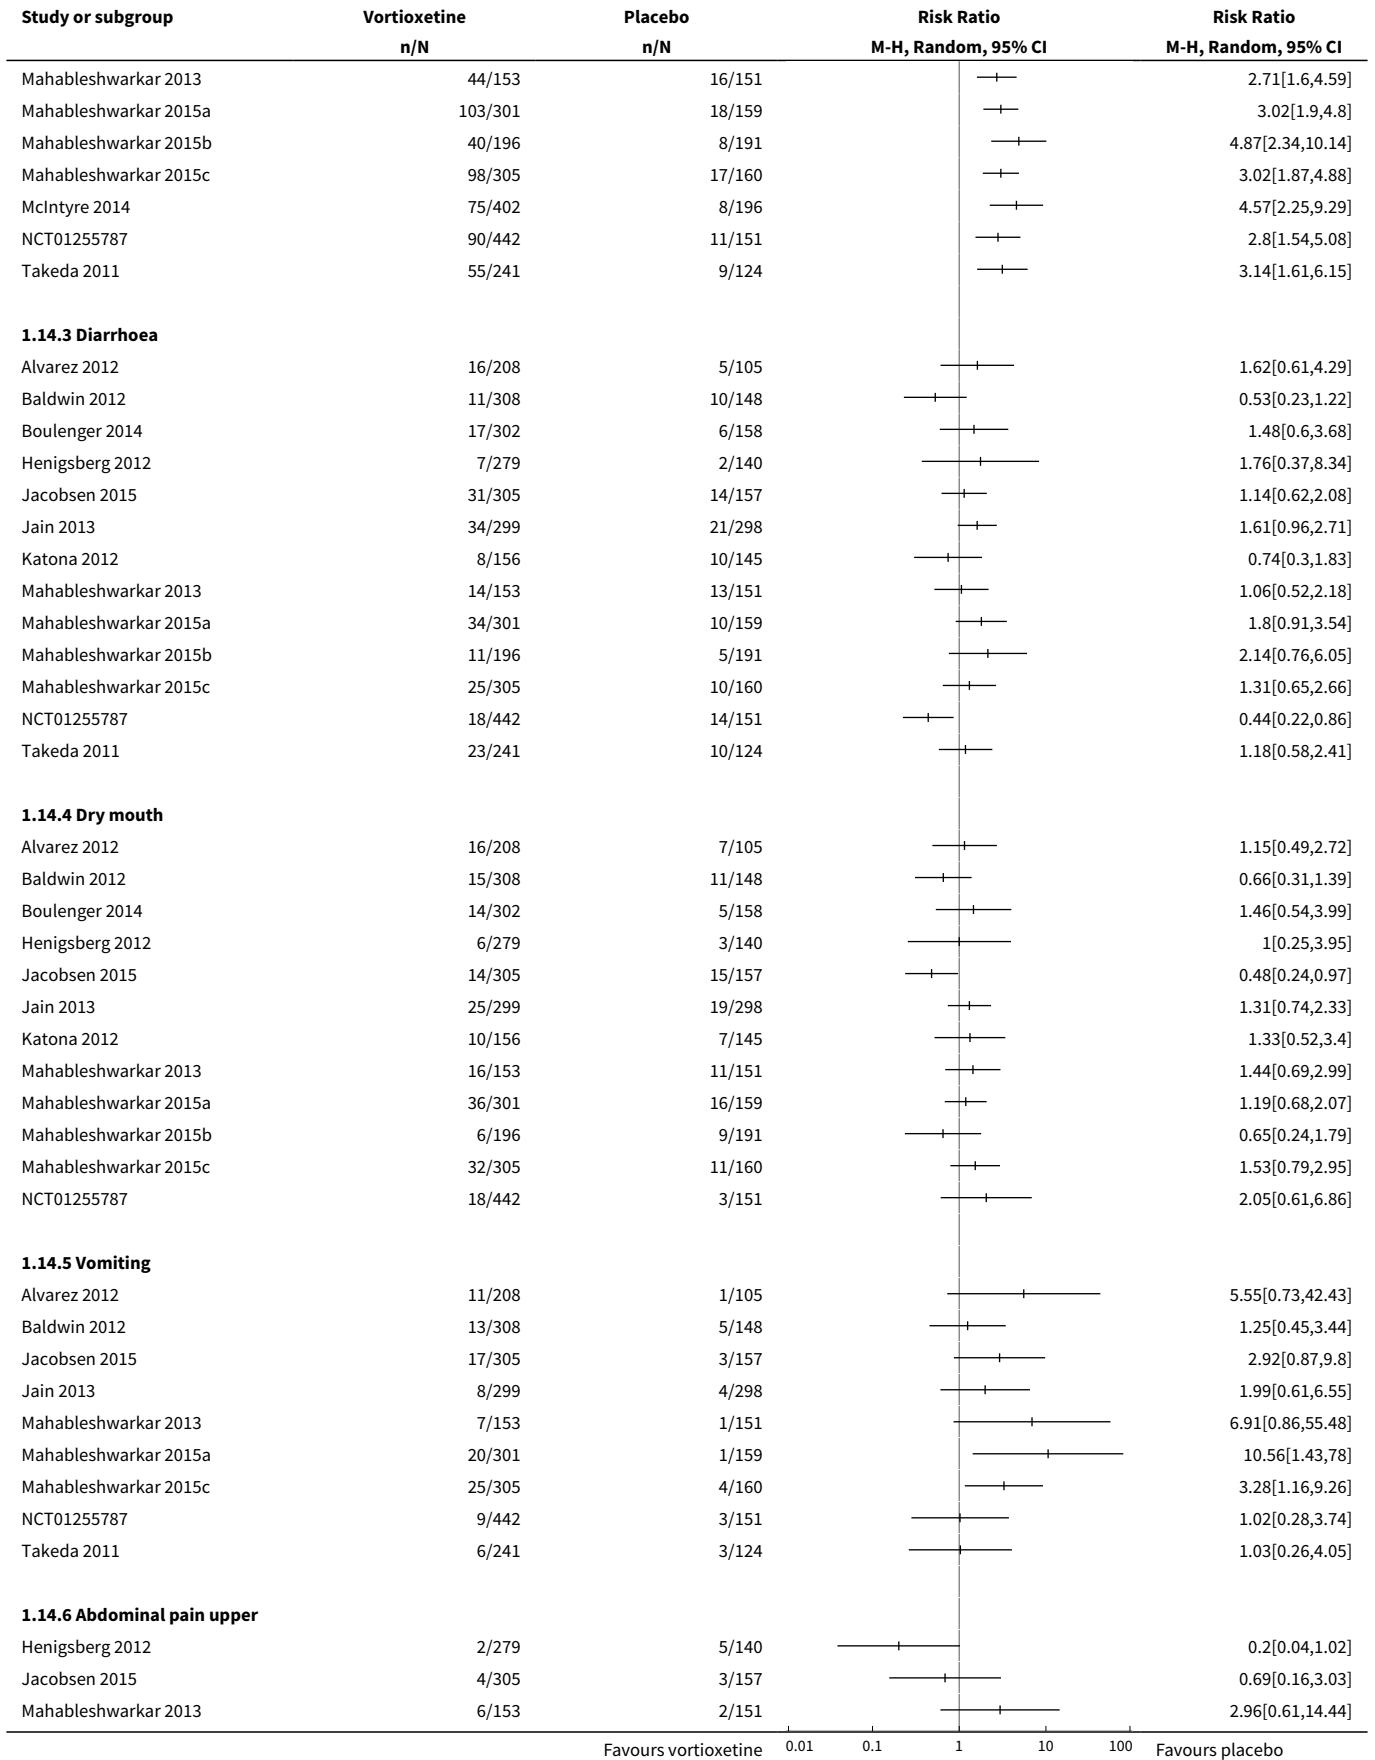 Study or subgroup Vortioxetine Placebo Risk Ratio Risk Ratio
n/N n/N M-H, Random, 95% CI M-H, Random, 95% CI
Mahableshwarkar 2013 44/153 16/151 2.71[1.6,4.59]
Mahableshwarkar 2015a 103/301 18/159 3.02[1.9,4.8]
Mahableshwarkar 2015b 40/196 8/191 4.87[2.34,10.14]
Mahableshwarkar 2015c 98/305 17/160 3.02[1.87,4.88]
McIntyre 2014 75/402 8/196 4.57[2.25,9.29]
NCT01255787 90/442 11/151 2.8[1.54,5.08]
Takeda 2011 55/241 9/124 3.14[1.61,6.15]
1.14.3 Diarrhoea
Alvarez 2012 16/208 5/105 1.62[0.61,4.29]
Baldwin 2012 11/308 10/148 0.53[0.23,1.22]
Boulenger 2014 17/302 6/158 1.48[0.6,3.68]
Henigsberg 2012 7/279 2/140 1.76[0.37,8.34]
Jacobsen 2015 31/305 14/157 1.14[0.62,2.08]
Jain 2013 34/299 21/298 1.61[0.96,2.71]
Katona 2012 8/156 10/145 0.74[0.3,1.83]
Mahableshwarkar 2013 14/153 13/151 1.06[0.52,2.18]
Mahableshwarkar 2015a 34/301 10/159 1.8[0.91,3.54]
Mahableshwarkar 2015b 11/196 5/191 2.14[0.76,6.05]
Mahableshwarkar 2015c 25/305 10/160 1.31[0.65,2.66]
NCT01255787 18/442 14/151 0.44[0.22,0.86]
Takeda 2011 23/241 10/124 1.18[0.58,2.41]
1.14.4 Dry mouth
Alvarez 2012 16/208 7/105 1.15[0.49,2.72]
Baldwin 2012 15/308 11/148 0.66[0.31,1.39]
Boulenger 2014 14/302 5/158 1.46[0.54,3.99]
Henigsberg 2012 6/279 3/140 1[0.25,3.95]
Jacobsen 2015 14/305 15/157 0.48[0.24,0.97]
Jain 2013 25/299 19/298 1.31[0.74,2.33]
Katona 2012 10/156 7/145 1.33[0.52,3.4]
Mahableshwarkar 2013 16/153 11/151 1.44[0.69,2.99]
Mahableshwarkar 2015a 36/301 16/159 1.19[0.68,2.07]
Mahableshwarkar 2015b 6/196 9/191 0.65[0.24,1.79]
Mahableshwarkar 2015c 32/305 11/160 1.53[0.79,2.95]
NCT01255787 18/442 3/151 2.05[0.61,6.86]
1.14.5 Vomiting
Alvarez 2012 11/208 1/105 5.55[0.73,42.43]
Baldwin 2012 13/308 5/148 1.25[0.45,3.44]
Jacobsen 2015 17/305 3/157 2.92[0.87,9.8]
Jain 2013 8/299 4/298 1.99[0.61,6.55]
Mahableshwarkar 2013 7/153 1/151 6.91[0.86,55.48]
Mahableshwarkar 2015a 20/301 1/159 10.56[1.43,78]
Mahableshwarkar 2015c 25/305 4/160 3.28[1.16,9.26]
NCT01255787 9/442 3/151 1.02[0.28,3.74]
Takeda 2011 6/241 3/124 1.03[0.26,4.05]
1.14.6 Abdominal pain upper
Henigsberg 2012 2/279 5/140 0.2[0.04,1.02]
Jacobsen 2015 4/305 3/157 0.69[0.16,3.03]
Mahableshwarkar 2013 6/153 2/151 2.96[0.61,14.44]
Favours vortioxetine 0.01 0.1 1 10 100 Favours placebo